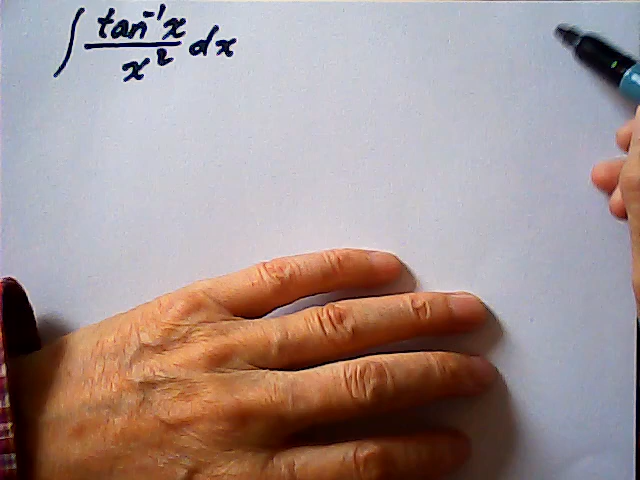 ∫ tan⁻¹x / x² dx